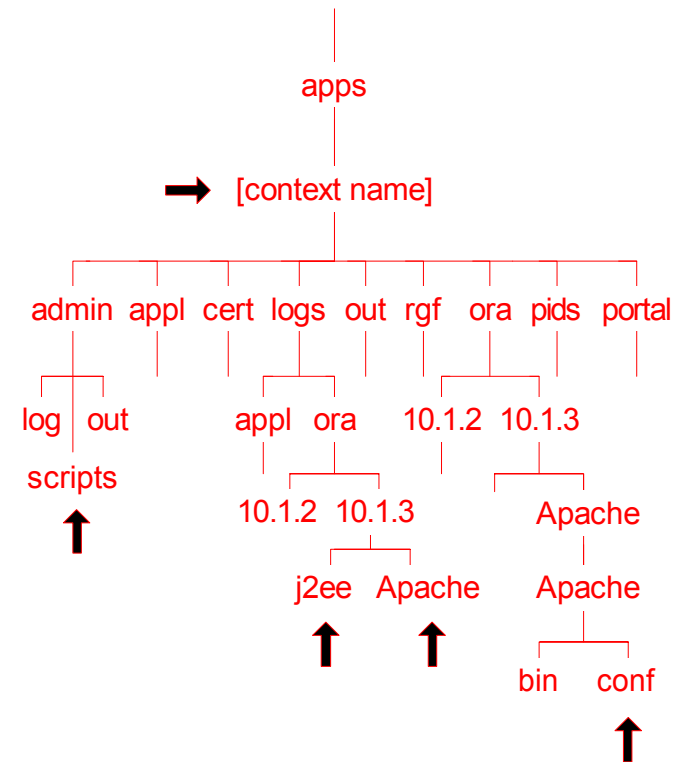 apps
[context name]
admin appl cert logs out rgf ora pids portal
log out appl ora 10.1.2 10.1.3
scripts
10.1.2 10.1.3 Apache
j2ee Apache Apache
bin conf